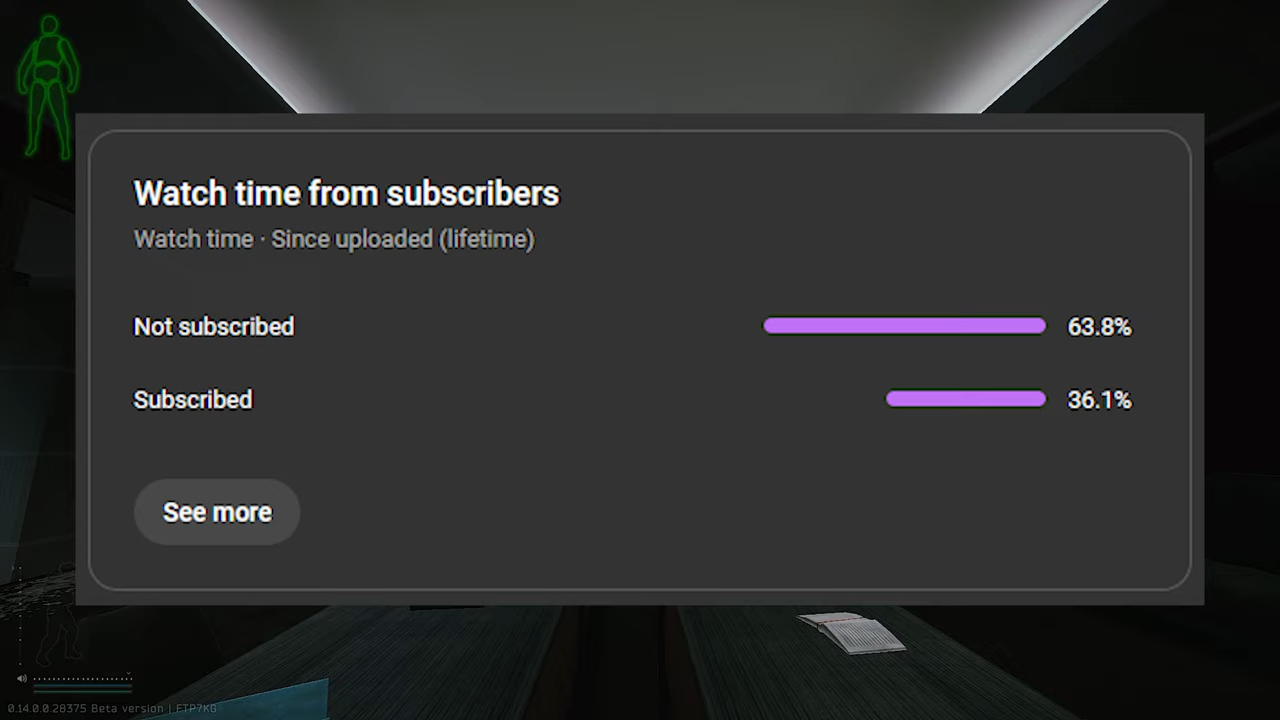 Watch time from subscribers
Watch time · Since uploaded (lifetime)
Not subscribed 63.8%
Subscribed 36.1%
See more
0.14.0.0.28375 Beta version | FTP7KG